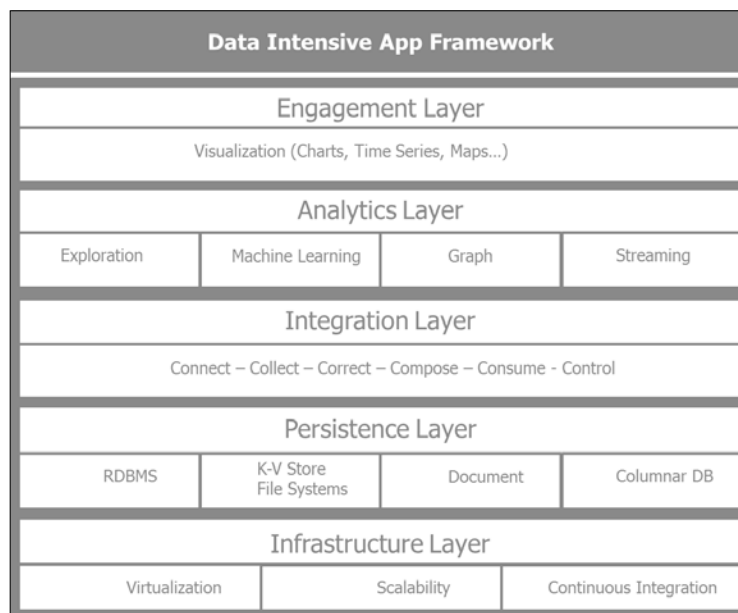 Data Intensive App Framework
Engagement Layer
Visualization (Charts, Time Series, Maps...)
Analytics Layer
Exploration
Machine Learning
Graph
Streaming
Integration Layer
Connect – Collect – Correct – Compose – Consume - Control
Persistence Layer
RDBMS
K-V Store
File Systems
Document
Columnar DB
Infrastructure Layer
Virtualization
Scalability
Continuous Integration